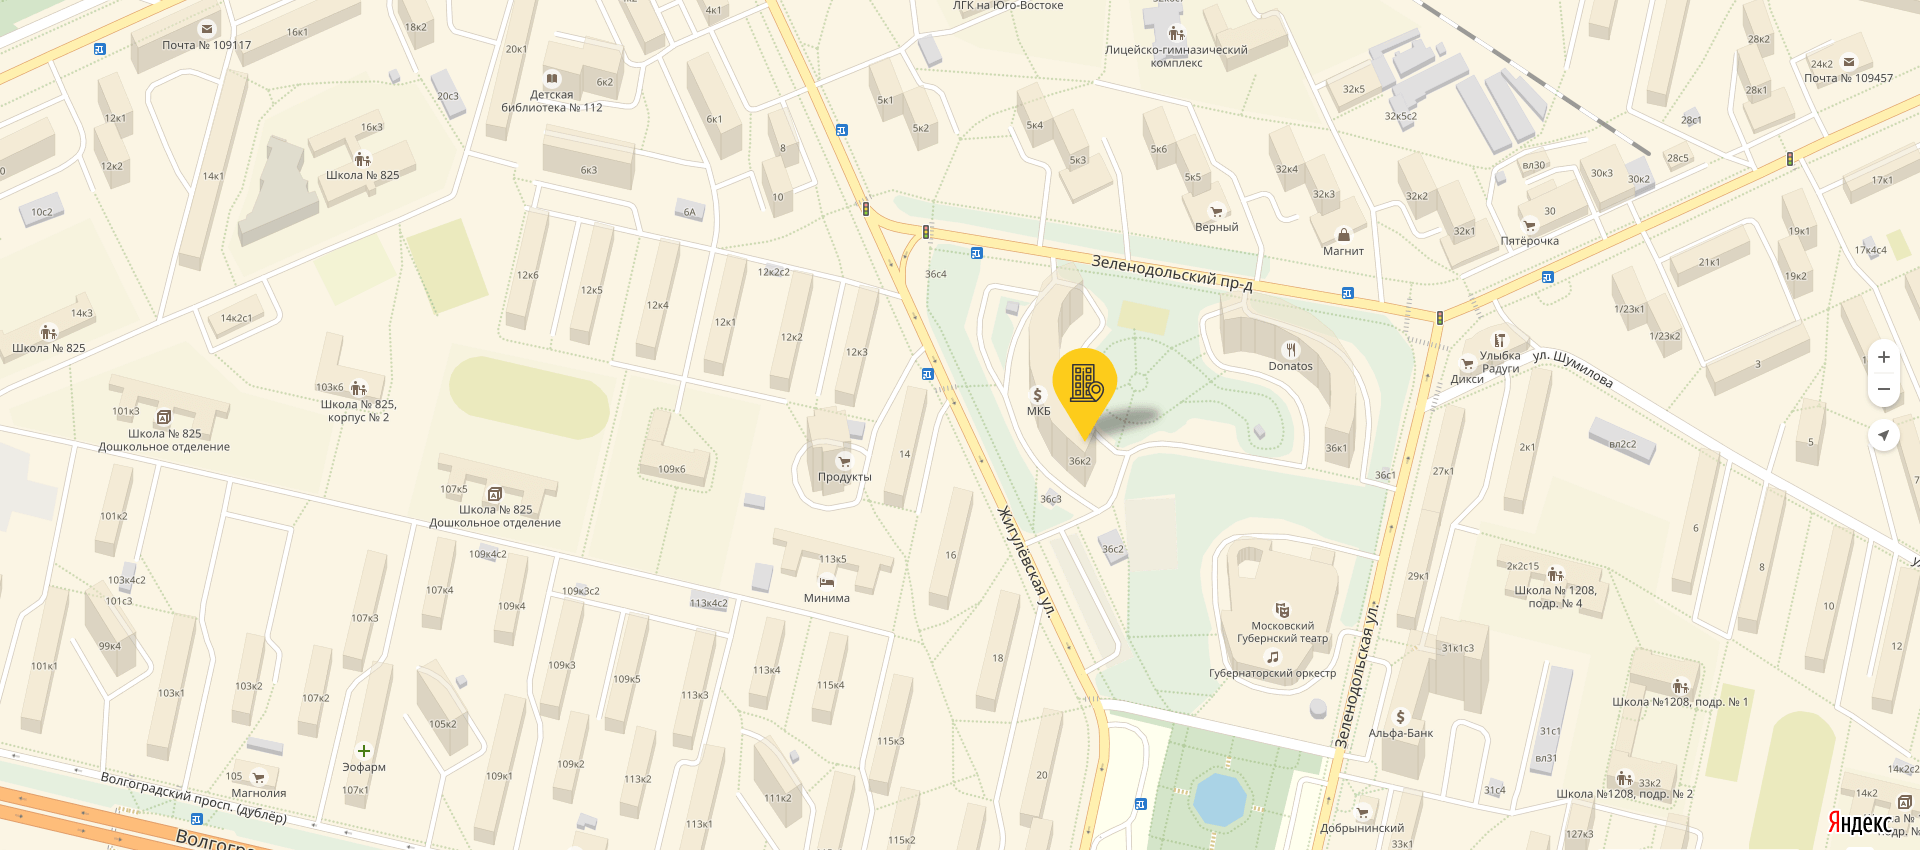 ЛГК на Юго-Востоке
32к6с1
4к1
18к2
16к1
Почта № 109117
20к1
6к2
Лицейско-гимназический
комплекс
28к2
24к2
Почта № 109457
28к1
32к5
32к5с2
28с1
Детская
библиотека № 112
20с3
5к1
5к2
6к1
5к4
5к3
5к6
5к5
12к1
12к2
16к3
Школа № 825
14к1
8
10
6к3
6А
32к4
32к3
32к2
32к1
вл30
30к3
30к2
28с5
30
17к1
10с2
Верный
Магнит
Пятёрочка
19к1
17к4с4
19к2
21к1
Зеленодольский пр-д
36с4
12к2с2
12к6
12к5
12к4
12к1
12к2
12к3
14к3
14к2с1
Школа № 825
1/23к1
1/23к2
3
Donatos
Улыбка
Радуги
Дикси
ул. Шумилова
103к6
Школа № 825,
корпус № 2
101к3
Школа № 825
Дошкольное отделение
МКБ
36к2
36к1
36с1
36с3
36с2
2к1
вл2с2
5
7
27к1
14
Продукты
109к6
107к5
Школа № 825
Дошкольное отделение
101к2
103к4с2
101с3
109к4с2
113к5
Минима
16
Жигулёвская ул.
6
8
10
12
29к1
2к2с15
Школа № 1208,
подр. № 4
107к4
109к4
109к3с2
113к4с2
107к3
99к4
101к1
103к1
103к2
107к2
109к3
109к5
113к4
113к3
115к4
115к3
18
Московский
Губернский театр
Губернаторский оркестр
Зеленодольская ул.
31к1с3
Школа №1208, подр. № 1
31с1
вл31
31с4
Альфа-Банк
105к2
Эофарм
107к1
105
Магнолия
109к1
109к2
113к2
113к1
111к2
115к2
20
33к2
Школа №1208, подр. № 2
14к2с2
14к2
127к3
Добрынинский
33к1
Волгоградский просп. (дублёр)
Яндекс